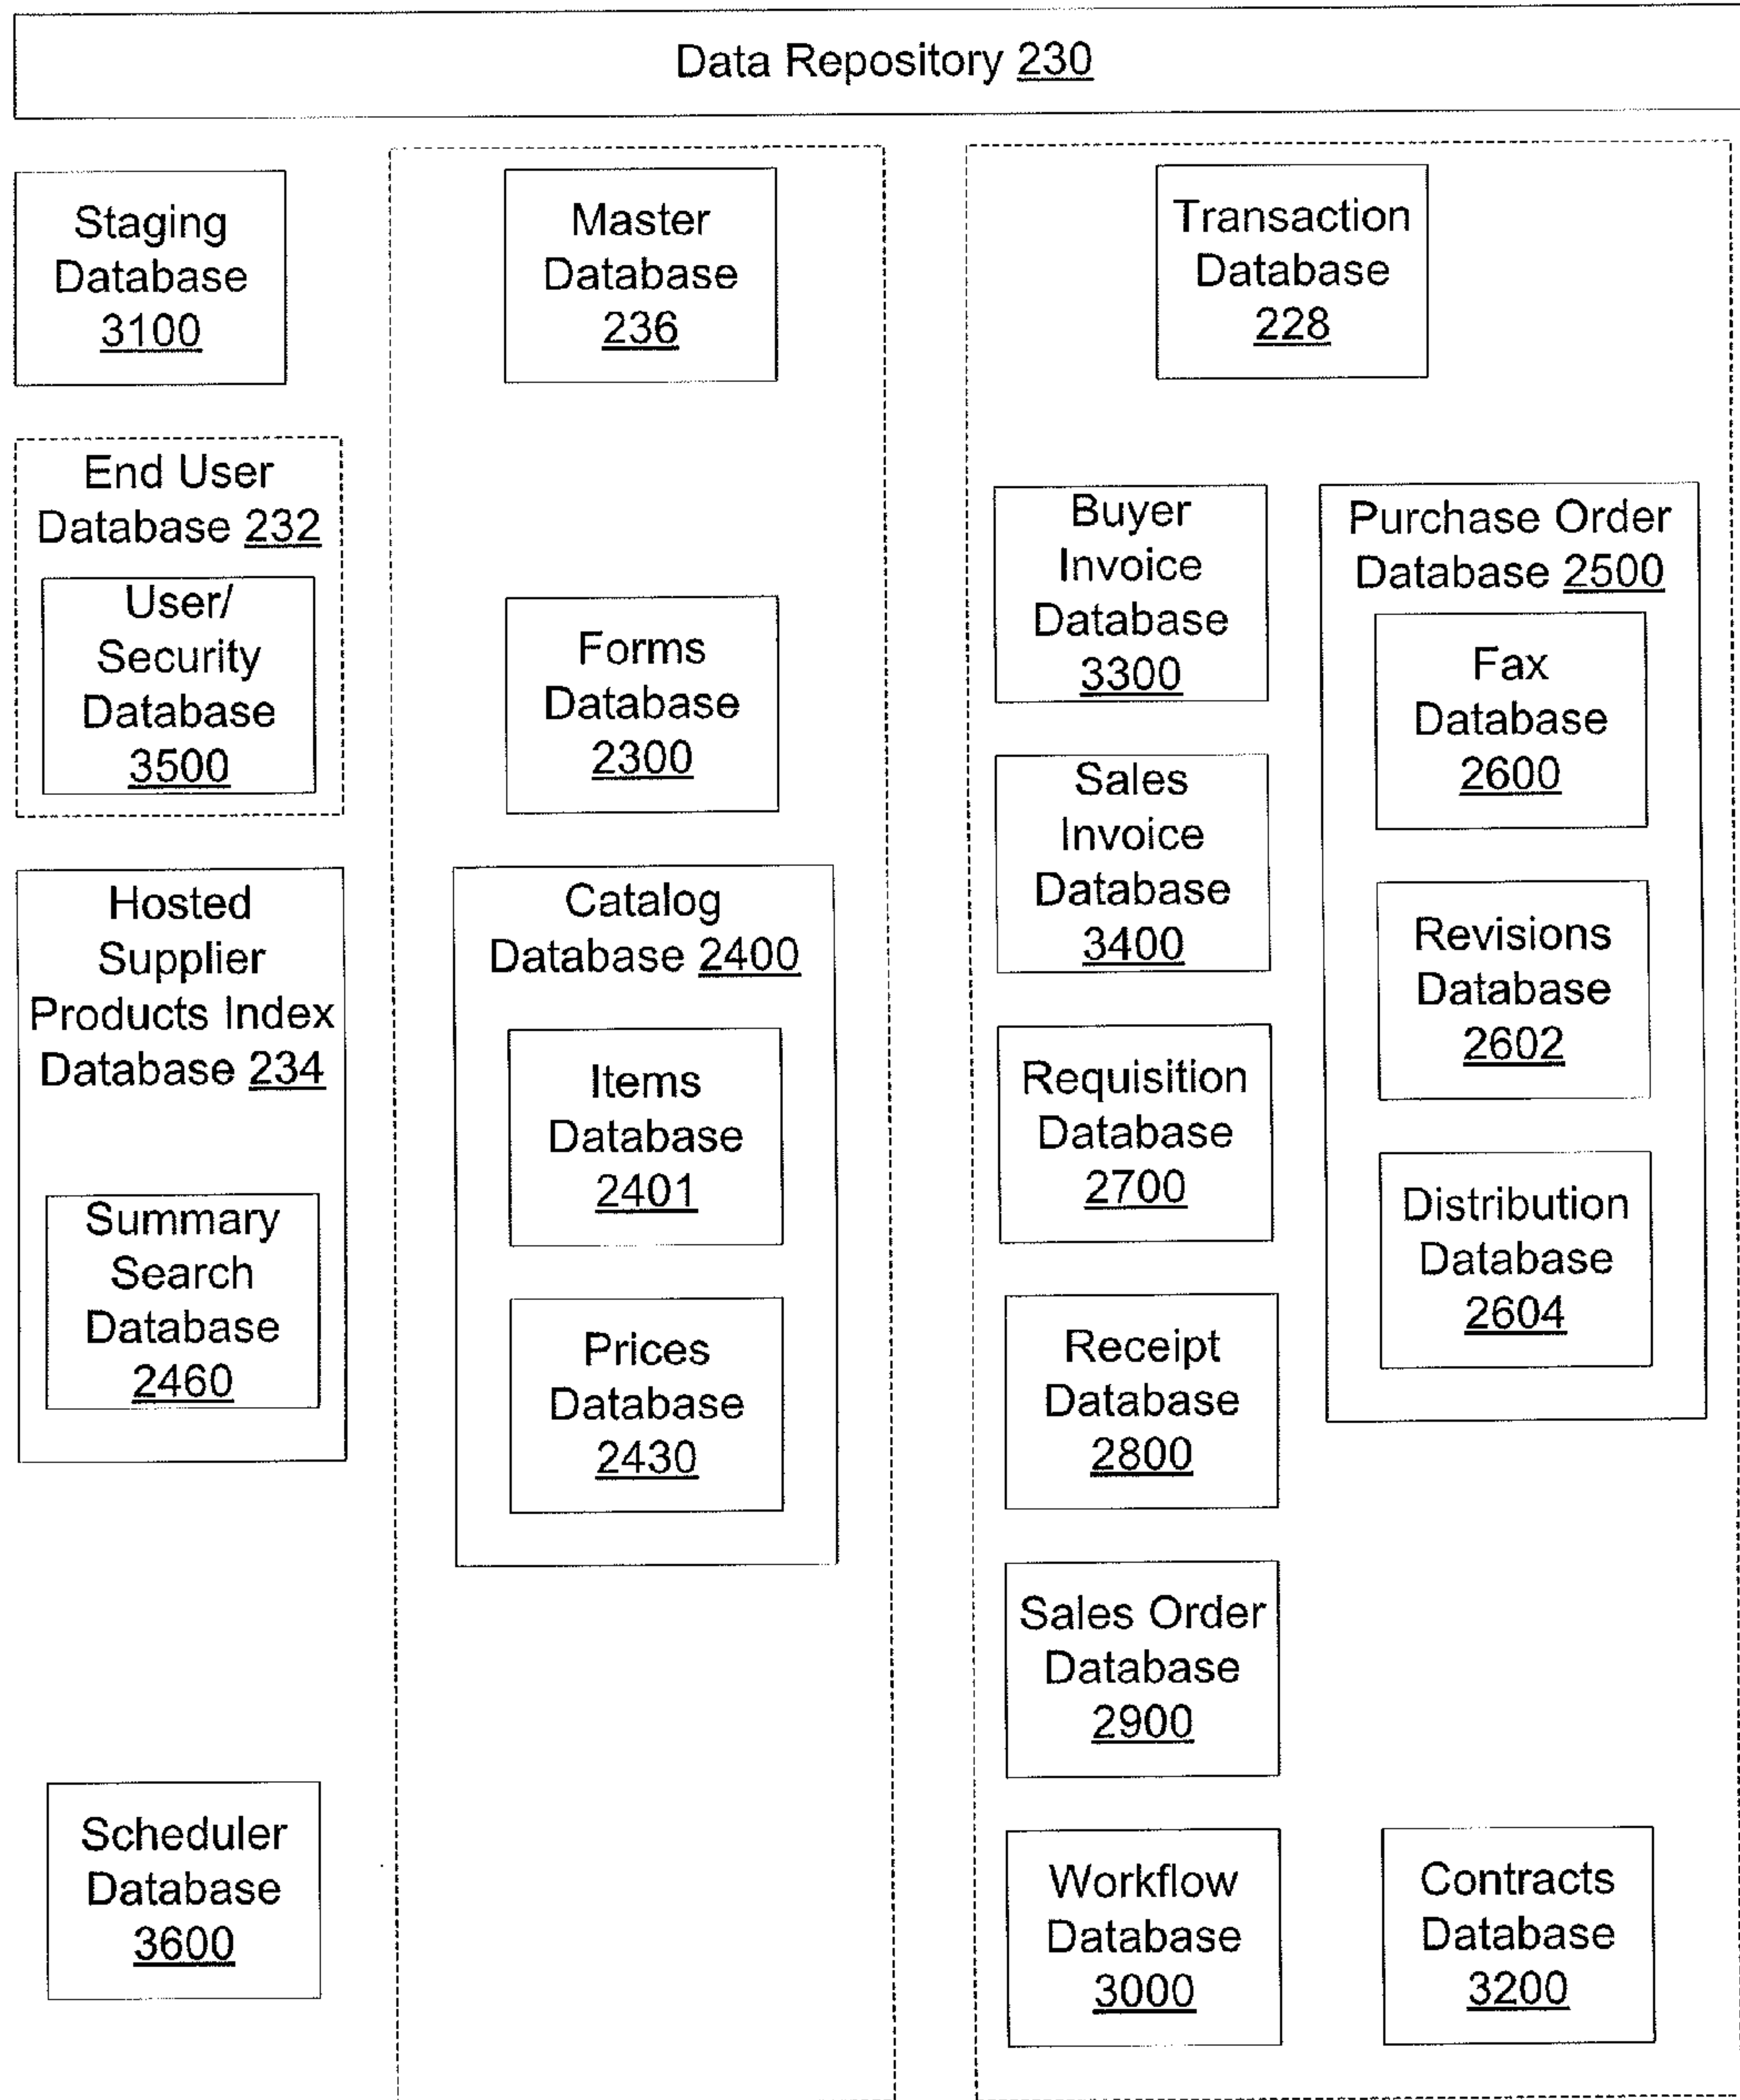 Data Repository 230
Staging
Database
3100
End User
Database 232
User/
Security
Database
3500
Hosted
Supplier
Products Index
Database 234
Summary
Search
Database
2460
Scheduler
Database
3600
Master
Database
236
Forms
Database
2300
Catalog
Database 2400
Items
Database
2401
Prices
Database
2430
Transaction
Database
228
Buyer
Invoice
Database
3300
Sales
Invoice
Database
3400
Requisition
Database
2700
Receipt
Database
2800
Sales Order
Database
2900
Workflow
Database
3000
Purchase Order
Database 2500
Fax
Database
2600
Revisions
Database
2602
Distribution
Database
2604
Contracts
Database
3200